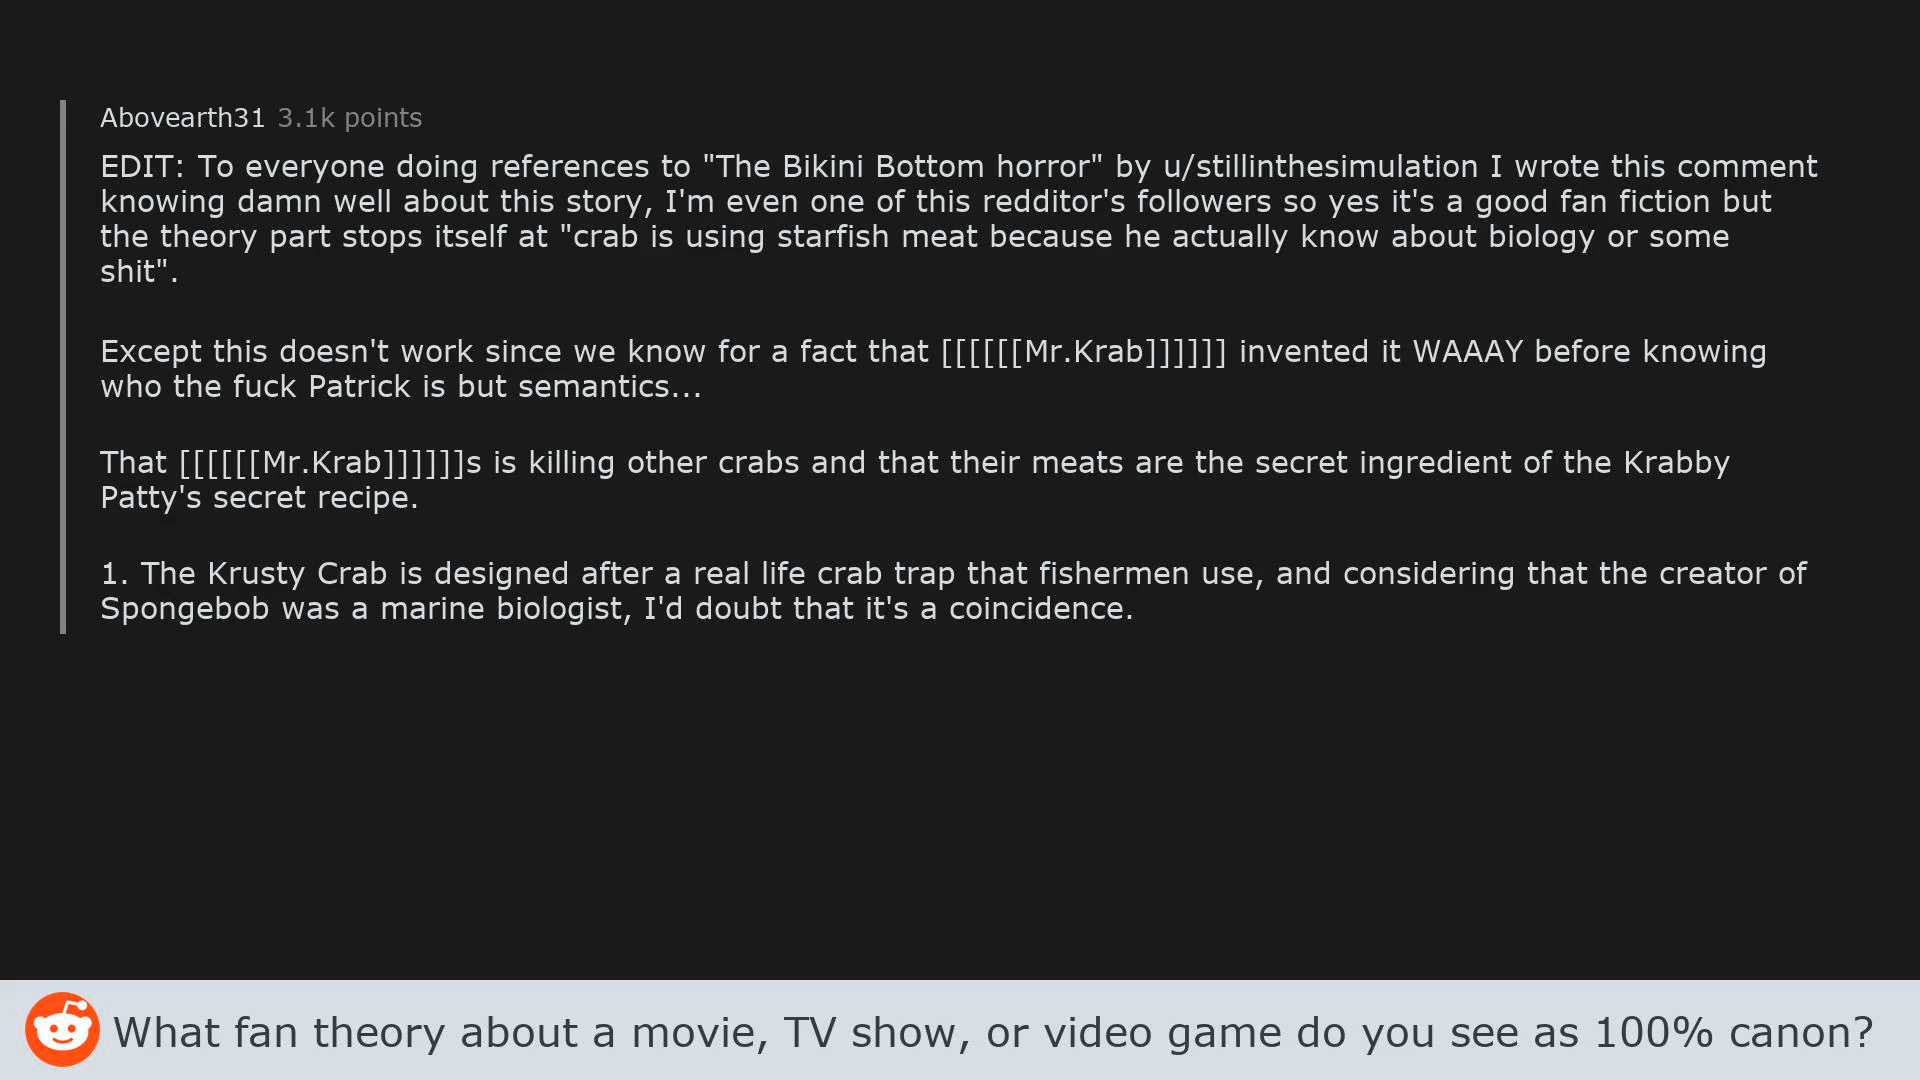 Abovearth31 3.1k points
EDIT: To everyone doing references to "The Bikini Bottom horror" by u/stillinthesimulation I wrote this comment
knowing damn well about this story, I'm even one of this redditor's followers so yes it's a good fan fiction but
the theory part stops itself at "crab is using starfish meat because he actually know about biology or some
shit".
Except this doesn't work since we know for a fact that [[[[[[Mr.Krab]]]]]] invented it WAAAY before knowing
who the fuck Patrick is but semantics...
That [[[[[[Mr.Krab]]]]]]s is killing other crabs and that their meats are the secret ingredient of the Krabby
Patty's secret recipe.
1. The Krusty Crab is designed after a real life crab trap that fishermen use, and considering that the creator of
Spongebob was a marine biologist, I'd doubt that it's a coincidence.
What fan theory about a movie, TV show, or video game do you see as 100% canon?